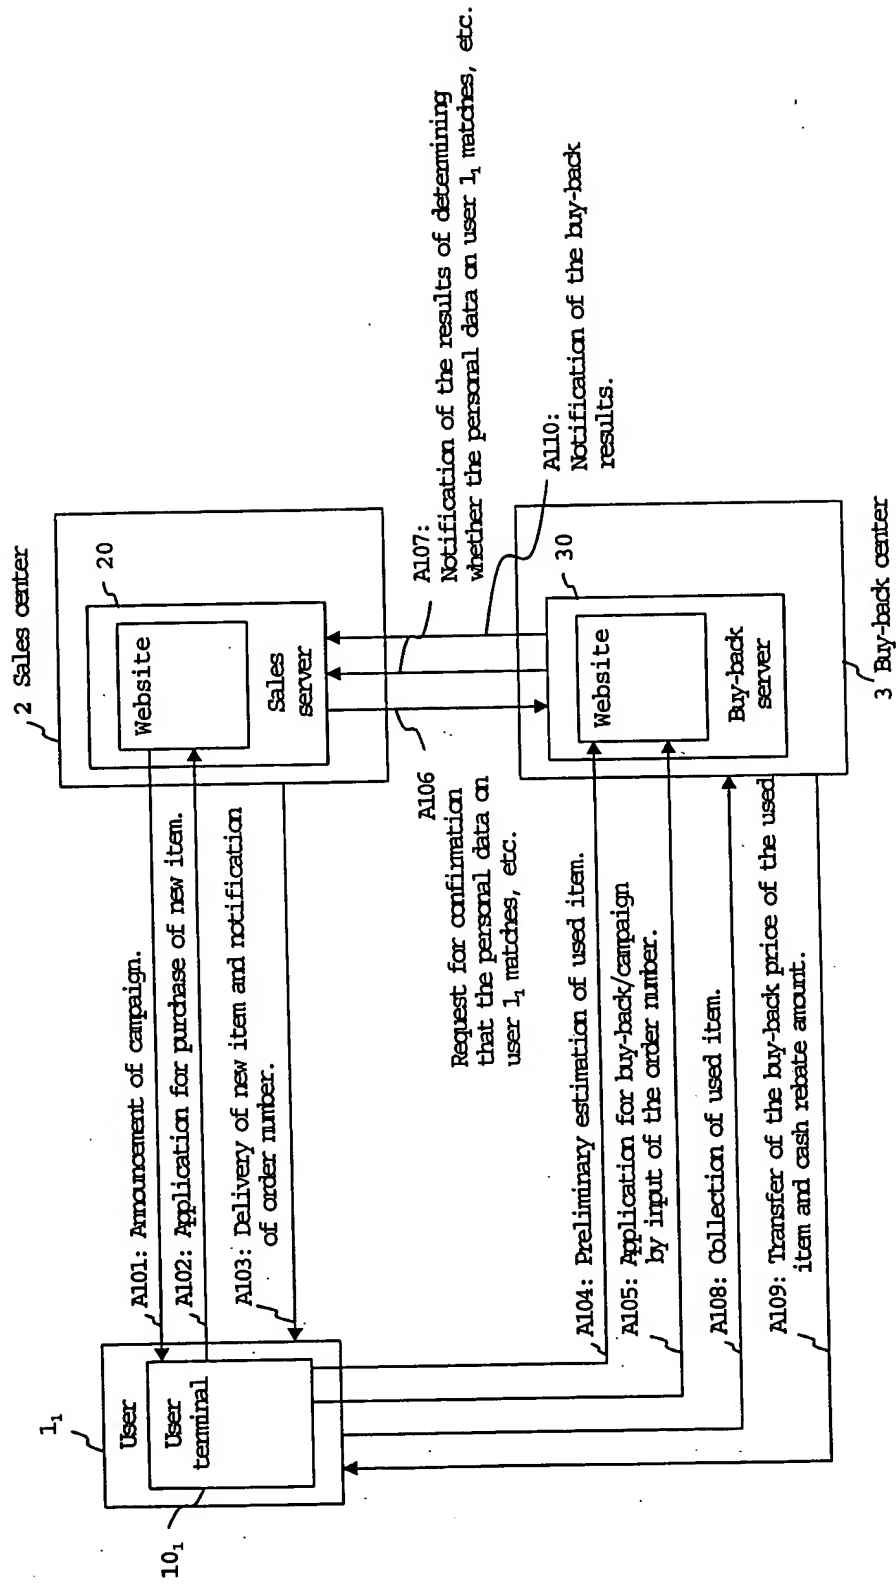 1₁
User
User
terminal
10₁
A101: Announcement of campaign.
A102: Application for purchase of new item.
A103: Delivery of new item and notification
of order number.
2 Sales center
20
Website
Sales
server
A106
Request for confirmation
that the personal data on
user 1₁ matches, etc.
A107:
Notification of the results of determining
whether the personal data on user 1₁ matches, etc.
A110:
Notification of the buy-back
results.
30
Website
Buy-back
server
3 Buy-back center
A104: Preliminary estimation of used item.
A105: Application for buy-back/campaign
by input of the order number.
A108: Collection of used item.
A109: Transfer of the buy-back price of the used
item and cash rebate amount.